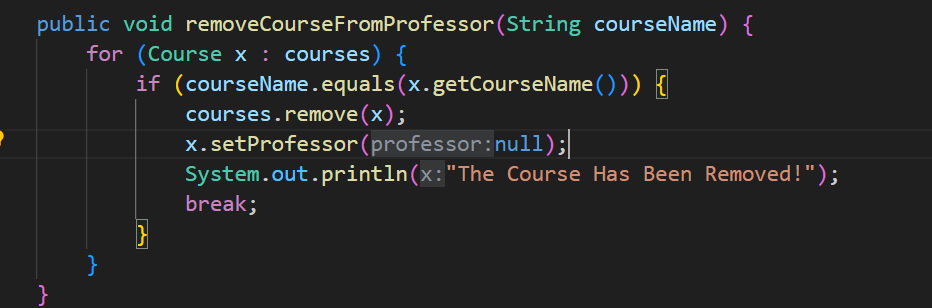 public void removeCourseFromProfessor(String courseName) {
for (Course x : courses) {
if (courseName.equals(x.getCourseName())) {
courses.remove(x);
x.setProfessor(professor:null);
System.out.println(x:"The Course Has Been Removed!");
break;
}
}
}